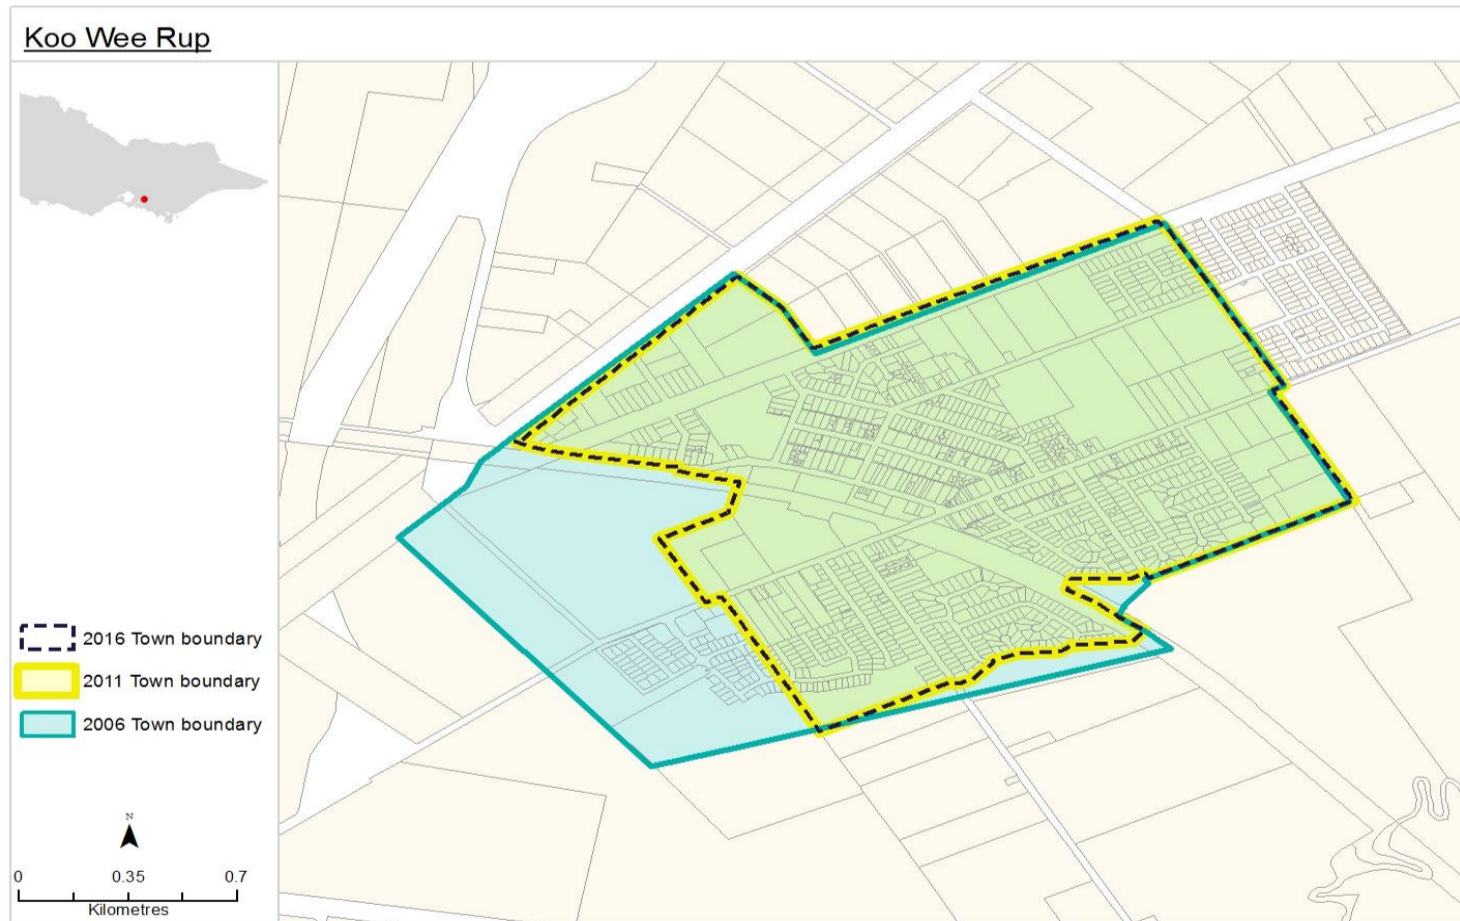 Koo Wee Rup
2016 Town boundary
2011 Town boundary
2006 Town boundary
N
0 0.35 0.7
Kilometres